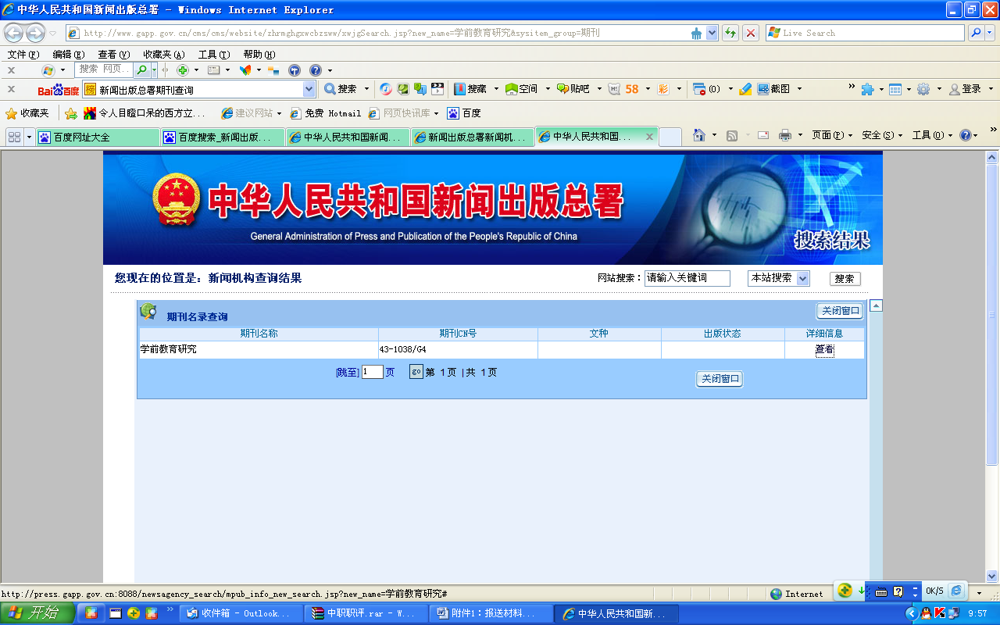 中华人民共和国新闻出版总署 - Windows Internet Explorer
http://www.gapp.gov.cn/cms/cms/website/zhrmghgxwcbzsww/xwjgSearch.jsp?new_name=学前教育研究&sysitem_group=期刊
Live Search
文件(F) 编辑(E) 查看(V) 收藏夹(A) 工具(T) 帮助(H)
搜索 网页...
Bai百度 新闻出版总署期刊查询 搜索 搜藏 空间 贴吧 58 彩 (0) 截图 登录
收藏夹 令人目瞪口呆的西方立... 建议网站 免费 Hotmail 网页快讯库 百度
百度网址大全 百度搜索_新闻出版... 中华人民共和国新闻... 新闻出版总署新闻机... 中华人民共和国... 页面(P) 安全(S) 工具(O)
中华人民共和国新闻出版总署
General Administration of Press and Publication of the People's Republic of China
搜索结果
您现在的位置是：新闻机构查询结果 网站搜索： 请输入关键词 本站搜索 搜索
期刊名录查询 关闭窗口
期刊名称 期刊CN号 文种 出版状态 详细信息
学前教育研究 43-1038/G4 查看
[跳至] 1 页 go 第 1页 |共 1页 关闭窗口
http://press.gapp.gov.cn:8088/newsagency_search/mpub_info_new_search.jsp?new_name=学前教育研究# Internet 0K/S
开始 收件箱 - Outlook... 中职职评.rar - W... 附件1：报送材料... 中华人民共和国新... 9:57